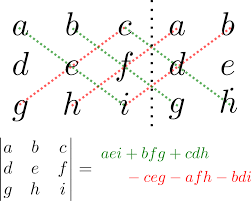 a b c a b
d e f d e
g h i g h
|a b c|
|d e f| =
|g h i|
aei + bfg + cdh
− ceg − afh − bdi